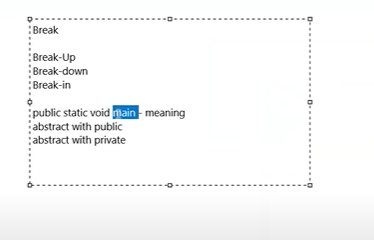 Break
Break-Up
Break-down
Break-in
public static void main - meaning
abstract with public
abstract with private